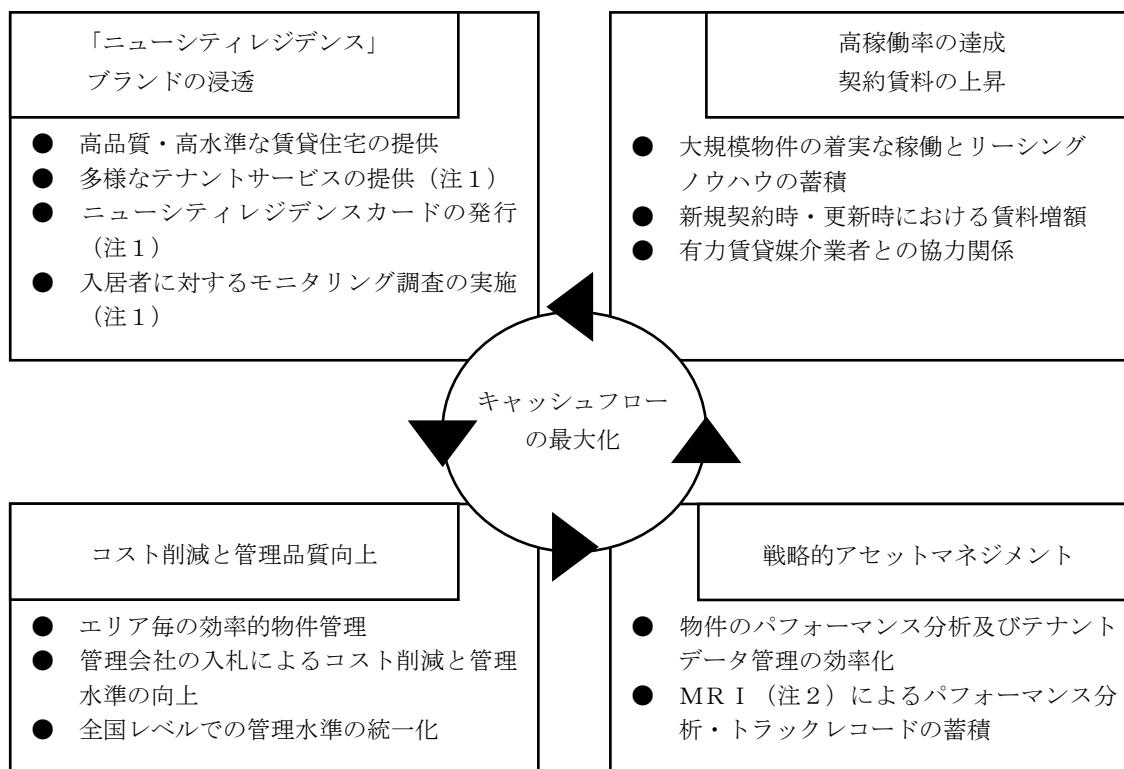 「ニューシティレジデンス」
ブランドの浸透
● 高品質・高水準な賃貸住宅の提供
● 多様なテナントサービスの提供（注１）
● ニューシティレジデンスカードの発行
（注１）
● 入居者に対するモニタリング調査の実施
（注１）
高稼働率の達成
契約賃料の上昇
● 大規模物件の着実な稼働とリーシング
ノウハウの蓄積
● 新規契約時・更新時における賃料増額
● 有力賃貸媒介業者との協力関係
キャッシュフロー
の最大化
コスト削減と管理品質向上
● エリア毎の効率的物件管理
● 管理会社の入札によるコスト削減と管理
水準の向上
● 全国レベルでの管理水準の統一化
戦略的アセットマネジメント
● 物件のパフォーマンス分析及びテナント
データ管理の効率化
● ＭＲＩ（注２）によるパフォーマンス分
析・トラックレコードの蓄積